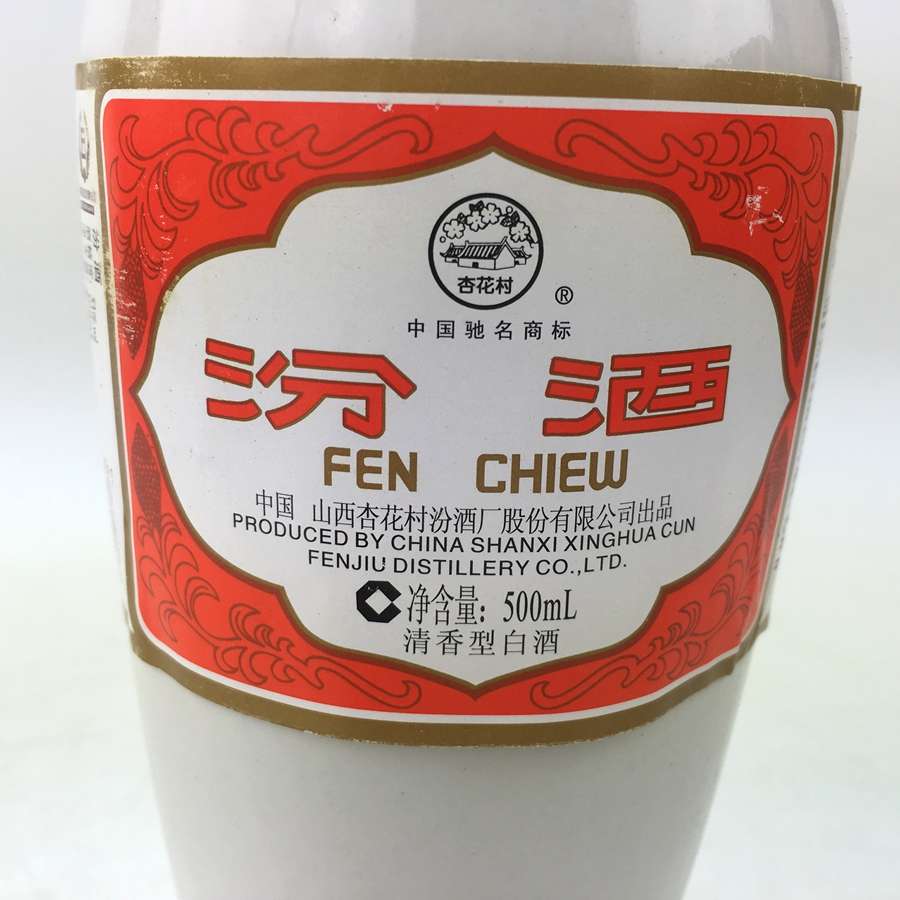 杏花村
®
中国驰名商标
汾酒
FEN CHIEW
中国 山西杏花村汾酒厂股份有限公司出品
PRODUCED BY CHINA SHANXI XINGHUA CUN
FENJIU DISTILLERY CO.,LTD.
净含量: 500mL
清香型白酒